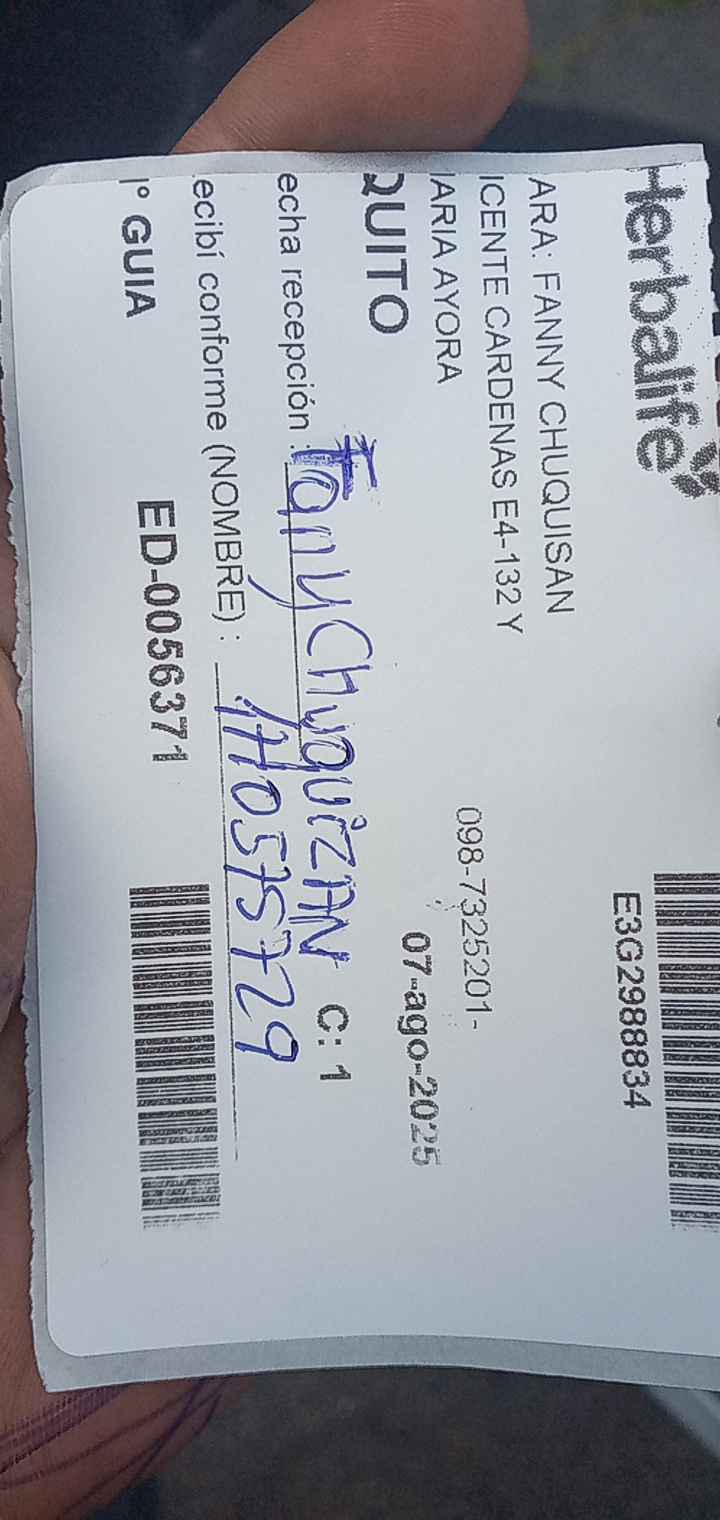 Herbalife
E3G2988834
ARA: FANNY CHUQUISAN
ICENTE CARDENAS E4-132 Y
098-7325201-
IARIA AYORA
QUITO 07-ago-2025
echa recepción : Fany ChuquizAN C: 1
ecibí conforme (NOMBRE) : 1710575729
° GUIA ED-0056371